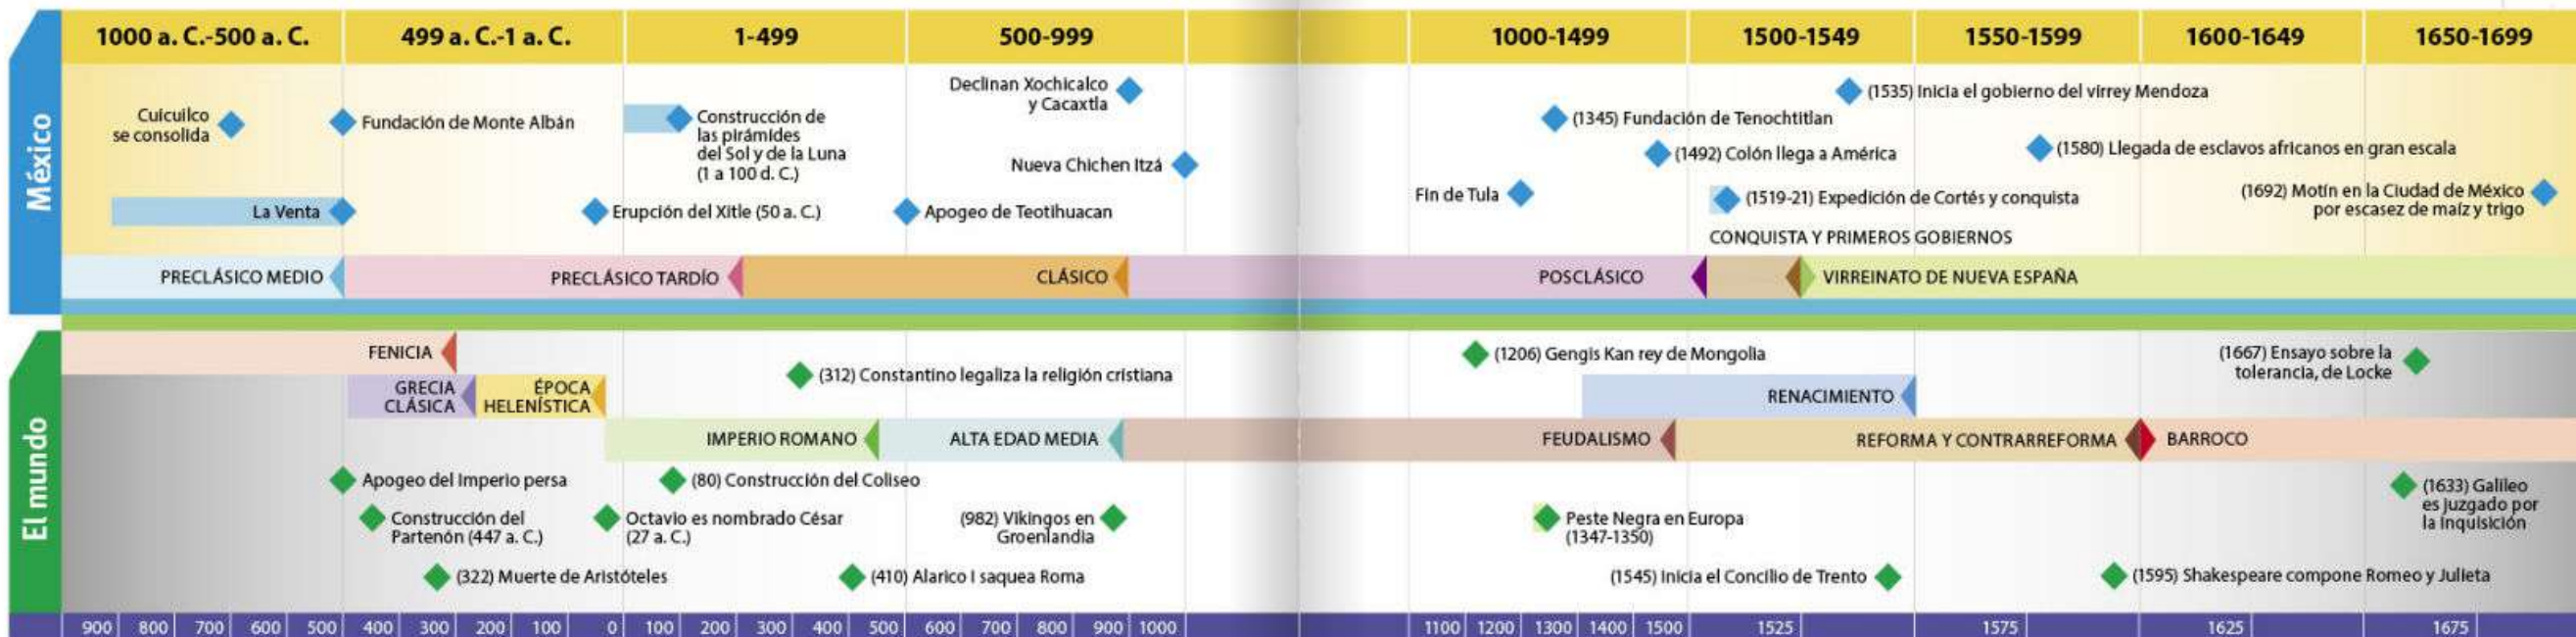 1000 a. C.-500 a. C.
499 a. C.-1 a. C.
1-499
500-999
1000-1499
1500-1549
1550-1599
1600-1649
1650-1699
México
Cuicuilco
se consolida
Fundación de Monte Albán
La Venta
Construcción de
las pirámides
del Sol y de la Luna
(1 a 100 d. C.)
Erupción del Xitle (50 a. C.)
Declinan Xochicalco
y Cacaxtla
Nueva Chichen Itzá
Apogeo de Teotihuacan
(1535) Inicia el gobierno del virrey Mendoza
(1345) Fundación de Tenochtitlan
(1492) Colón llega a América
(1580) Llegada de esclavos africanos en gran escala
Fin de Tula
(1519-21) Expedición de Cortés y conquista
(1692) Motín en la Ciudad de México
por escasez de maíz y trigo
CONQUISTA Y PRIMEROS GOBIERNOS
PRECLÁSICO MEDIO
PRECLÁSICO TARDÍO
CLÁSICO
POSCLÁSICO
VIRREINATO DE NUEVA ESPAÑA
El mundo
FENICIA
GRECIA
CLÁSICA
ÉPOCA
HELENÍSTICA
(312) Constantino legaliza la religión cristiana
(1206) Gengis Kan rey de Mongolia
RENACIMIENTO
(1667) Ensayo sobre la
tolerancia, de Locke
IMPERIO ROMANO
ALTA EDAD MEDIA
FEUDALISMO
REFORMA Y CONTRARREFORMA
BARROCO
Apogeo del Imperio persa
(80) Construcción del Coliseo
Construcción del
Partenón (447 a. C.)
Octavio es nombrado César
(27 a. C.)
(982) Vikingos en
Groenlandia
Peste Negra en Europa
(1347-1350)
(1633) Galileo
es juzgado por
la Inquisición
(322) Muerte de Aristóteles
(410) Alarico I saquea Roma
(1545) Inicia el Concilio de Trento
(1595) Shakespeare compone Romeo y Julieta
900 800 700 600 500 400 300 200 100 0 100 200 300 400 500 600 700 800 900 1000 1100 1200 1300 1400 1500 1525 1575 1625 1675